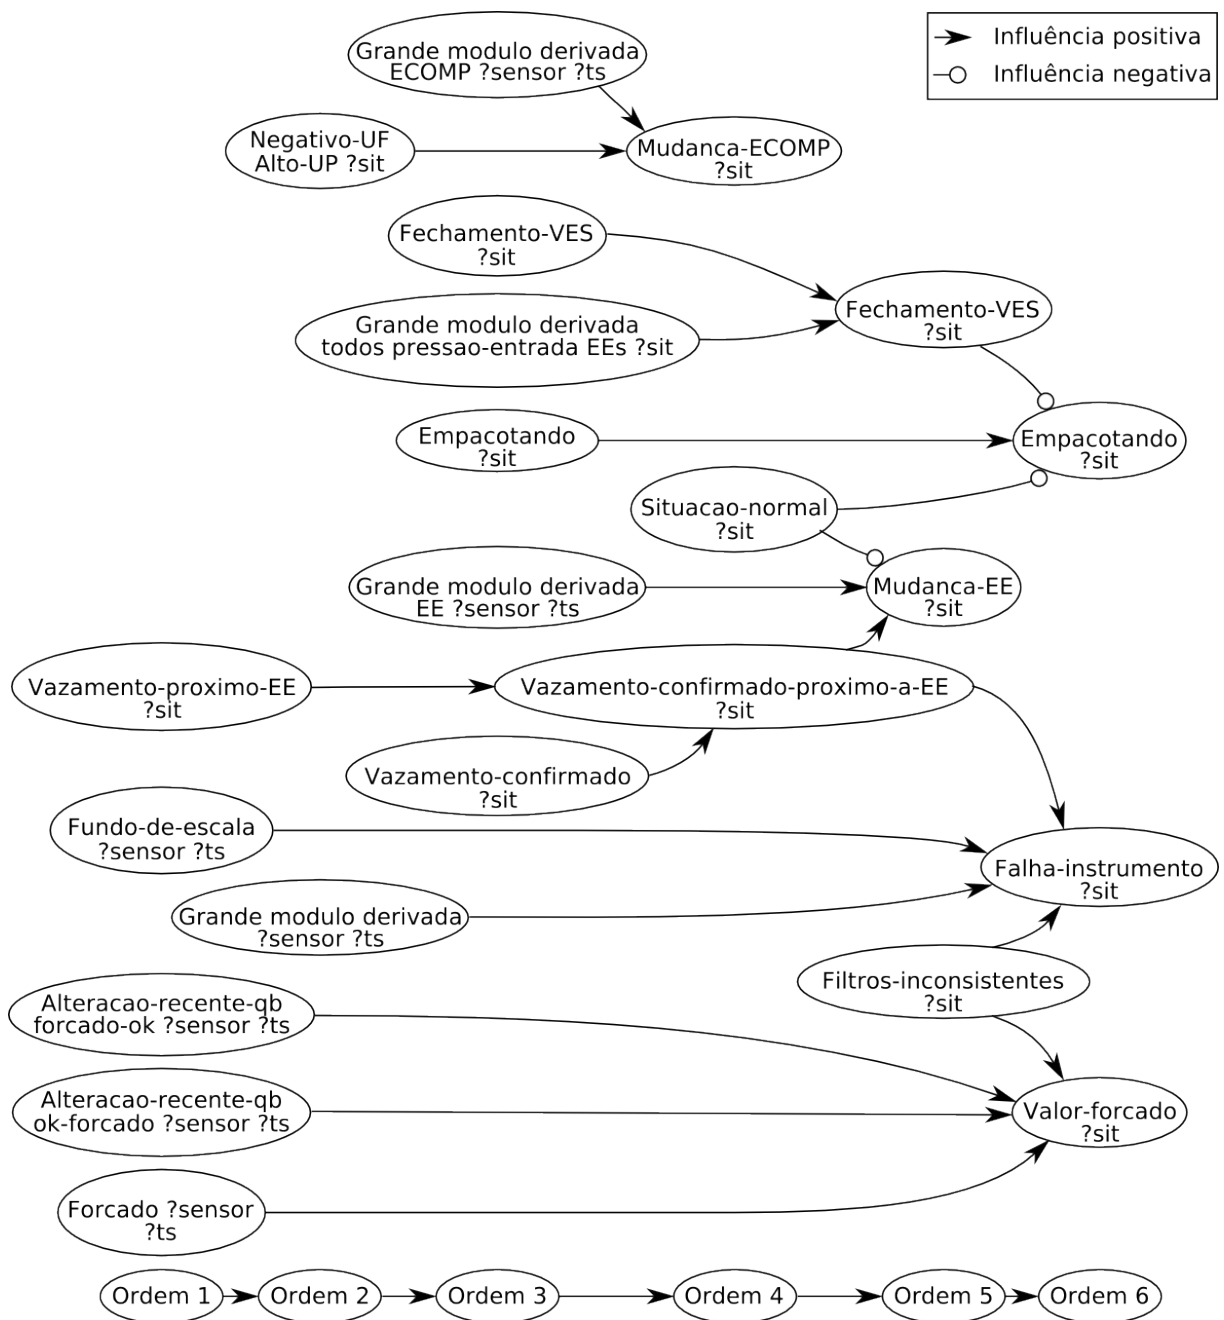 Grande modulo derivada
ECOMP ?sensor ?ts
Influência positiva
Influência negativa
Negativo-UF
Alto-UP ?sit
Mudanca-ECOMP
?sit
Fechamento-VES
?sit
Fechamento-VES
?sit
Grande modulo derivada
todos pressao-entrada EEs ?sit
Empacotando
?sit
Empacotando
?sit
Situacao-normal
?sit
Grande modulo derivada
EE ?sensor ?ts
Mudanca-EE
?sit
Vazamento-proximo-EE
?sit
Vazamento-confirmado-proximo-a-EE
?sit
Vazamento-confirmado
?sit
Fundo-de-escala
?sensor ?ts
Falha-instrumento
?sit
Grande modulo derivada
?sensor ?ts
Filtros-inconsistentes
?sit
Alteracao-recente-qb
forcado-ok ?sensor ?ts
Alteracao-recente-qb
ok-forcado ?sensor ?ts
Valor-forcado
?sit
Forcado ?sensor
?ts
Ordem 1
Ordem 2
Ordem 3
Ordem 4
Ordem 5
Ordem 6